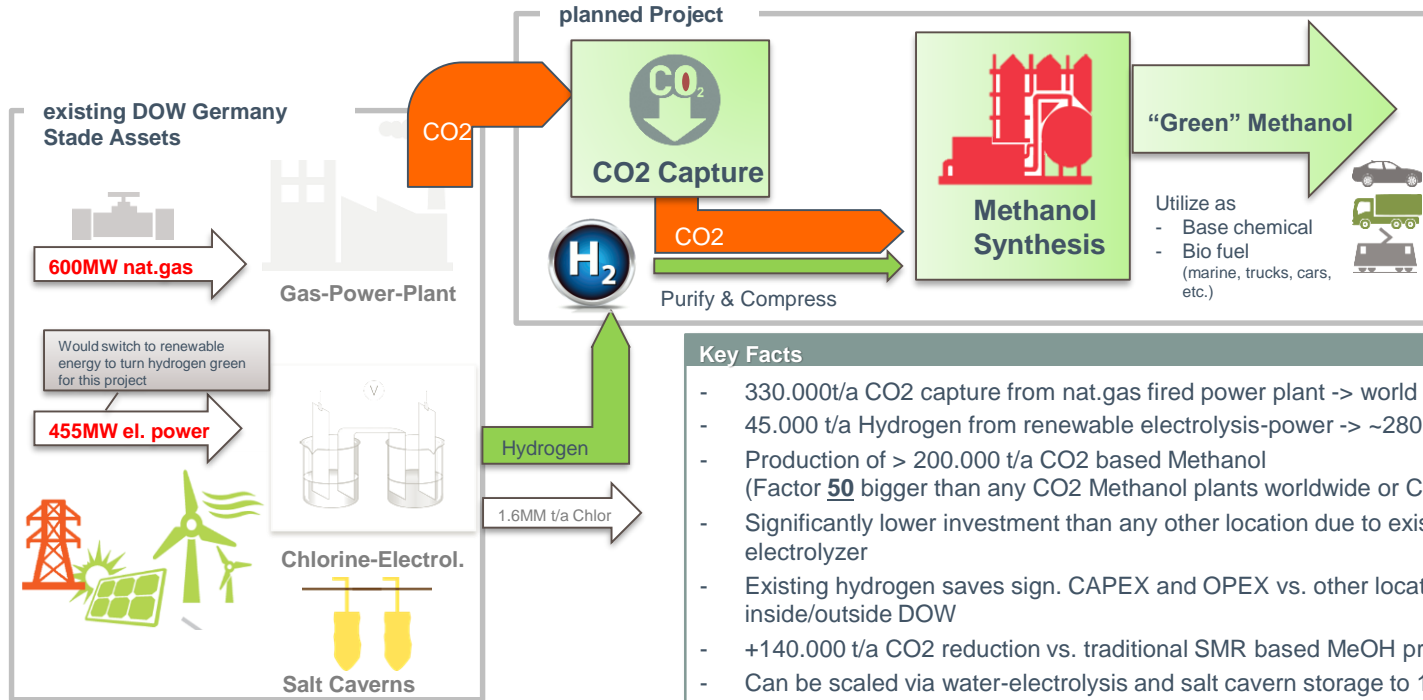 planned Project
existing DOW Germany
Stade Assets
CO2
CO2
CO2 Capture
600MW nat.gas
Gas-Power-Plant
Would switch to renewable
energy to turn hydrogen green
for this project
455MW el. power
V
Chlorine-Electrol.
Salt Caverns
Hydrogen
1.6MM t/a Chlor
H2
CO2
Purify & Compress
Methanol
Synthesis
“Green” Methanol
Utilize as
- Base chemical
- Bio fuel
(marine, trucks, cars,
etc.)
Key Facts
- 330.000t/a CO2 capture from nat.gas fired power plant -> world
- 45.000 t/a Hydrogen from renewable electrolysis-power -> ~280
- Production of > 200.000 t/a CO2 based Methanol
(Factor 50 bigger than any CO2 Methanol plants worldwide or C
- Significantly lower investment than any other location due to exis
electrolyzer
- Existing hydrogen saves sign. CAPEX and OPEX vs. other locat
inside/outside DOW
- +140.000 t/a CO2 reduction vs. traditional SMR based MeOH pr
- Can be scaled via water-electrolysis and salt cavern storage to 1